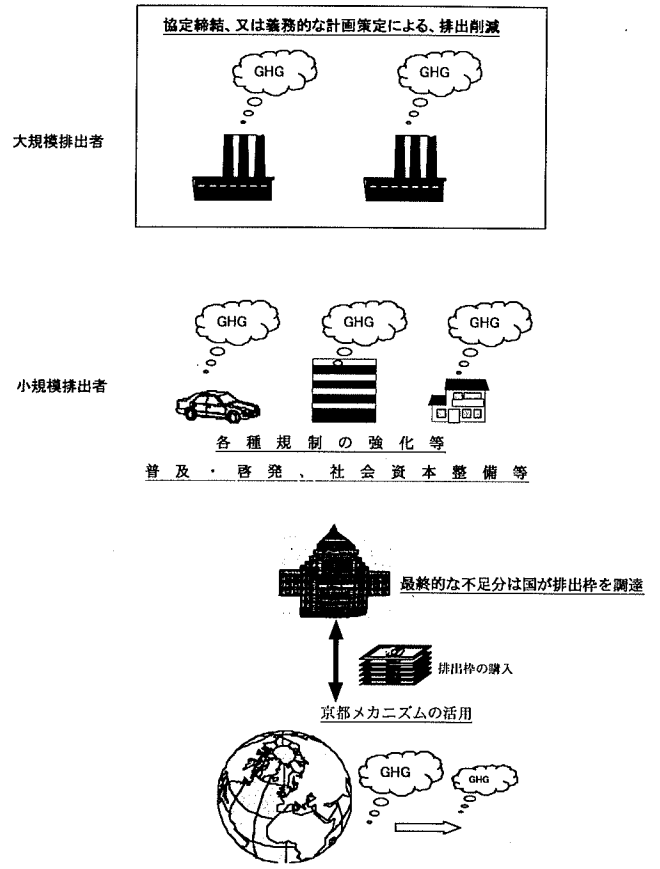 協定締結、又は義務的な計画策定による、排出削減
GHG
GHG
大規模排出者
GHG
GHG
GHG
小規模排出者
各種規制の強化等
普及・啓発、社会資本整備等
最終的な不足分は国が排出枠を調達
排出枠の購入
京都メカニズムの活用
GHG
GHG